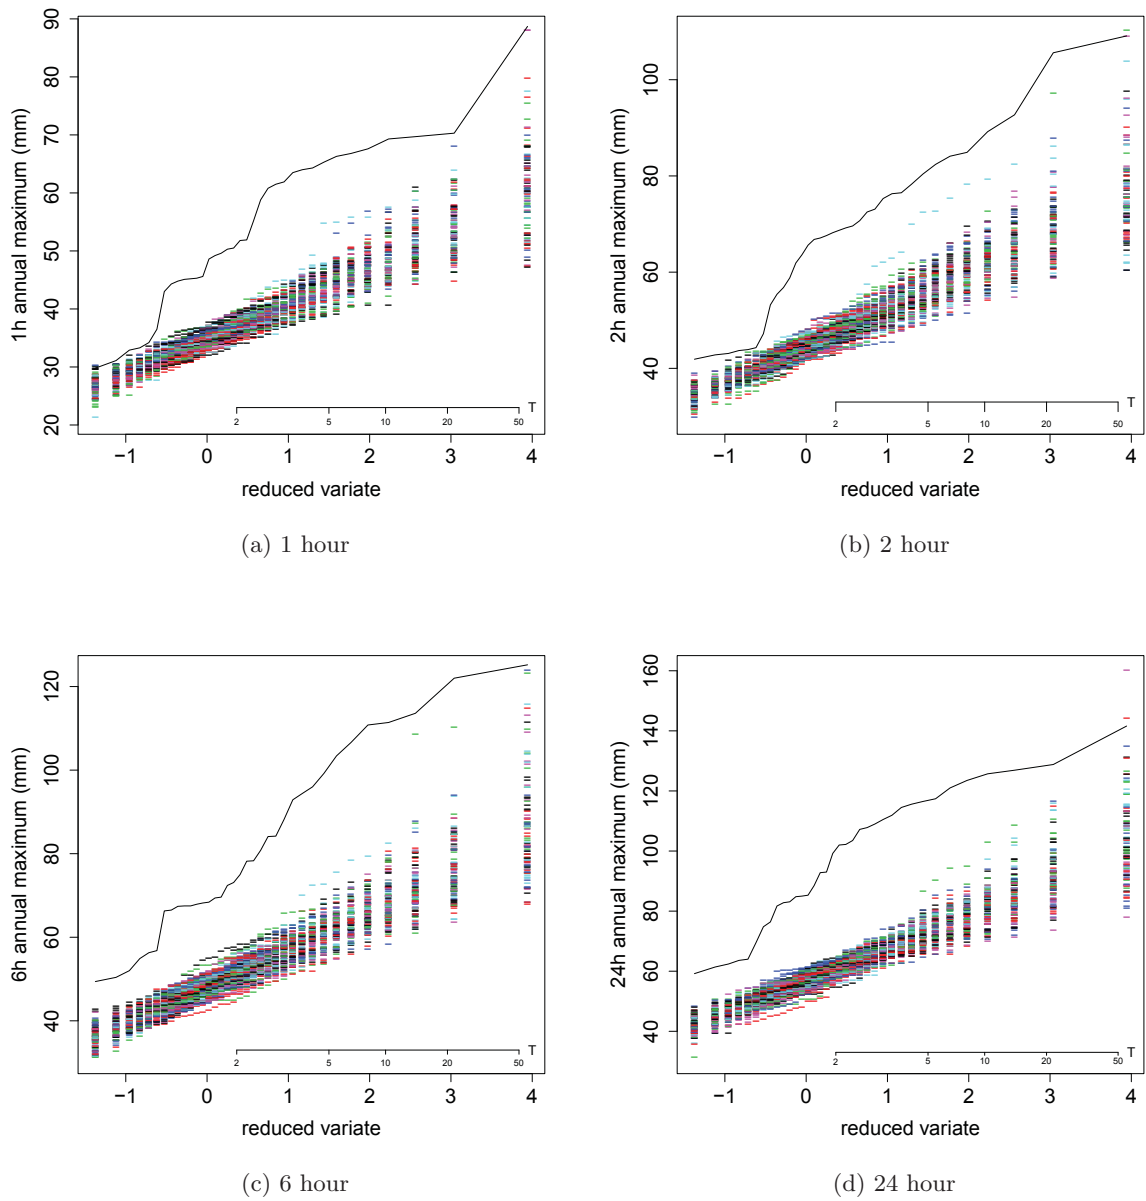 90
80
70
60
50
40
30
20
1h annual maximum (mm)
2 5 10 20 50 T
−1 0 1 2 3 4
reduced variate
(a) 1 hour
100
80
60
40
2h annual maximum (mm)
2 5 10 20 50 T
−1 0 1 2 3 4
reduced variate
(b) 2 hour
120
100
80
60
40
6h annual maximum (mm)
2 5 10 20 50 T
−1 0 1 2 3 4
reduced variate
(c) 6 hour
160
140
120
100
80
60
40
24h annual maximum (mm)
2 5 10 20 50 T
−1 0 1 2 3 4
reduced variate
(d) 24 hour